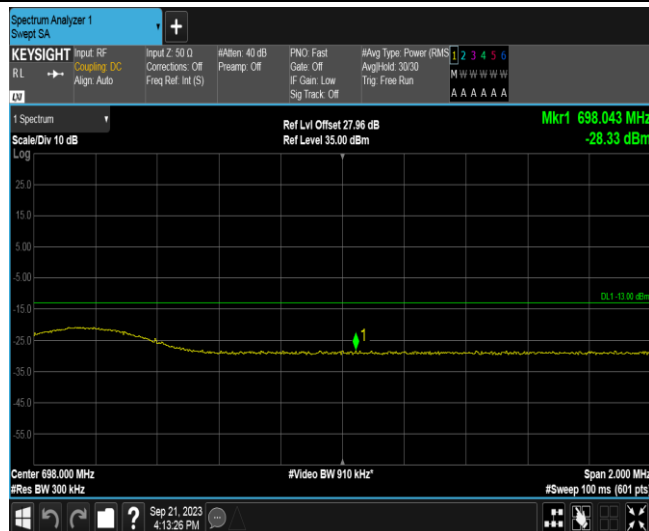 Spectrum Analyzer 1
Swept SA
KEYSIGHT
RL
LXI
Input: RF
Coupling: DC
Align: Auto
Input Z: 50 Ω
Corrections: Off
Freq Ref: Int (S)
#Atten: 40 dB
Preamp: Off
PNO: Fast
Gate: Off
IF Gain: Low
Sig Track: Off
#Avg Type: Power (RMS
Avg|Hold: 30/30
Trig: Free Run
1 2 3 4 5 6
M W W W W W
A A A A A A
1 Spectrum
Scale/Div 10 dB
Ref Lvl Offset 27.96 dB
Ref Level 35.00 dBm
Mkr1 698.043 MHz
-28.33 dBm
Log
25.0
15.0
5.00
-5.00
DL1 -13.00 dBm
-15.0
1
-25.0
-35.0
-45.0
-55.0
Center 698.000 MHz
#Video BW 910 kHz*
Span 2.000 MHz
#Res BW 300 kHz
#Sweep 100 ms (601 pts)
?
Sep 21, 2023
4:13:26 PM